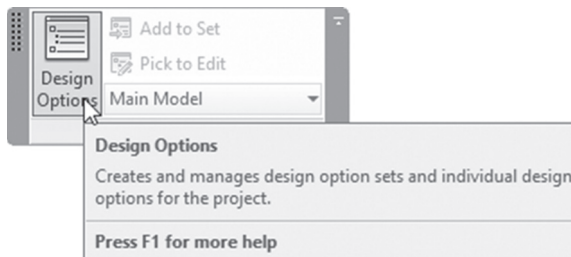 Add to Set
Pick to Edit
Design
Options
Main Model
Design Options
Creates and manages design option sets and individual design
options for the project.
Press F1 for more help